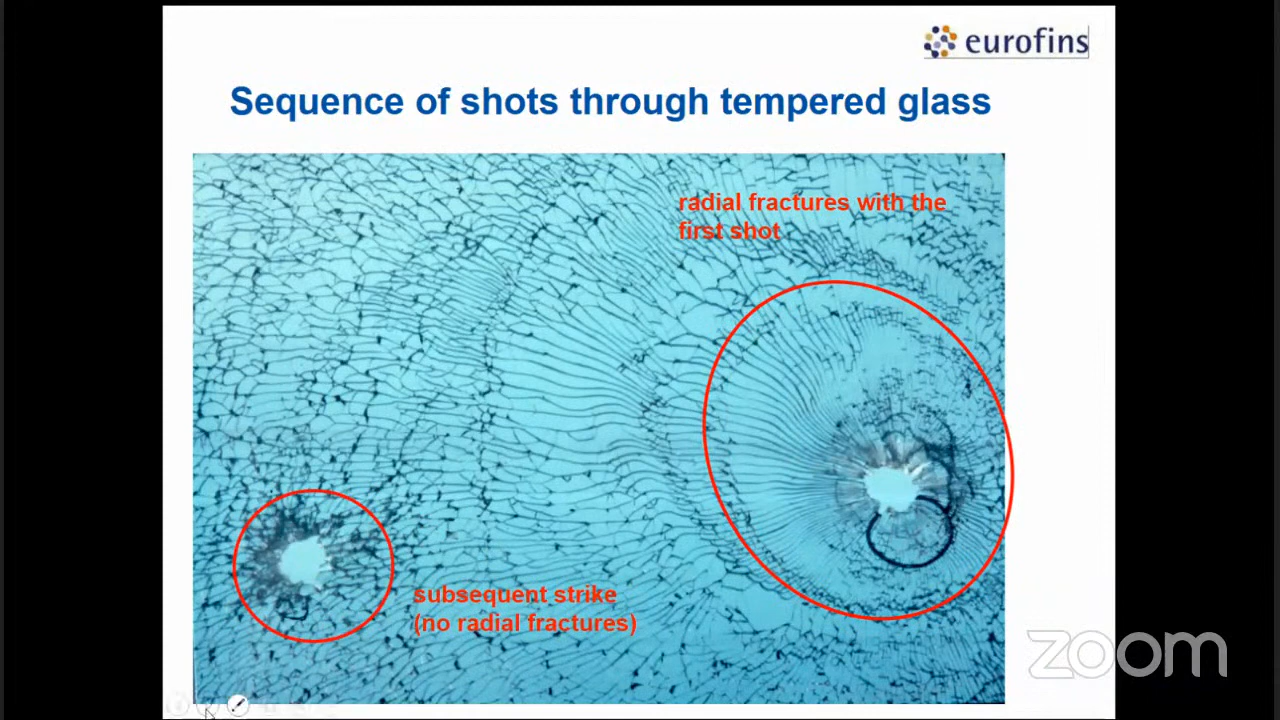 eurofins
Sequence of shots through tempered glass
radial fractures with the
first shot
subsequent strike
(no radial fractures)
zoom